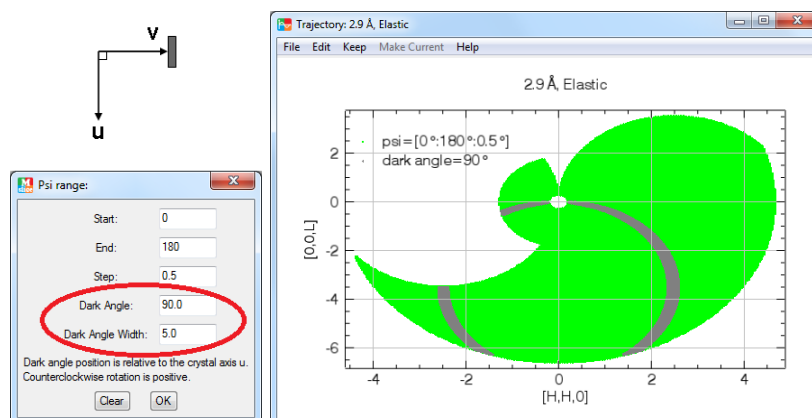 v
u
Psi range:
Start: 0
End: 180
Step: 0.5
Dark Angle: 90.0
Dark Angle Width: 5.0
Dark angle position is relative to the crystal axis u.
Counterclockwise rotation is positive.
Clear OK
Trajectory: 2.9 Å, Elastic
File Edit Keep Make Current Help
2.9 Å, Elastic
psi=[0°:180°:0.5°]
dark angle=90°
2
0
-2
-4
-6
[0,0,L]
-4 -2 0 2 4
[H,H,0]